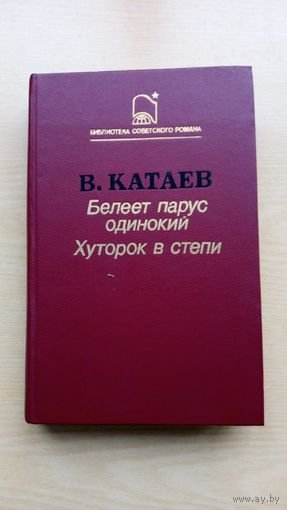 БИБЛИОТЕКА СОВЕТСКОГО РОМАНА
В. КАТАЕВ
Белеет парус
одинокий
Хуторок в степи
www.ay.by